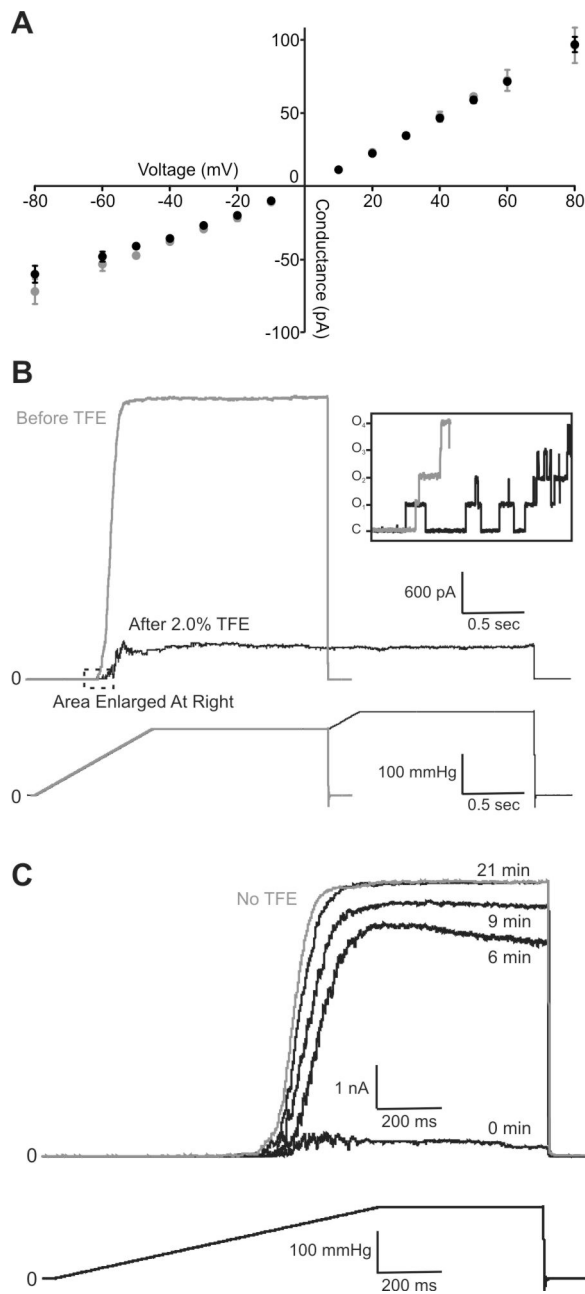 A
100
50
0
Voltage (mV)
-80 -60 -40 -20 20 40 60 80
Conductance (pA)
-50
-100
B
Before TFE
O₄
O₃
O₂
O₁
C
600 pA
0.5 sec
After 2.0% TFE
0
Area Enlarged At Right
100 mmHg
0.5 sec
0
C
No TFE
21 min
9 min
6 min
1 nA
200 ms
0 min
0
100 mmHg
200 ms
0